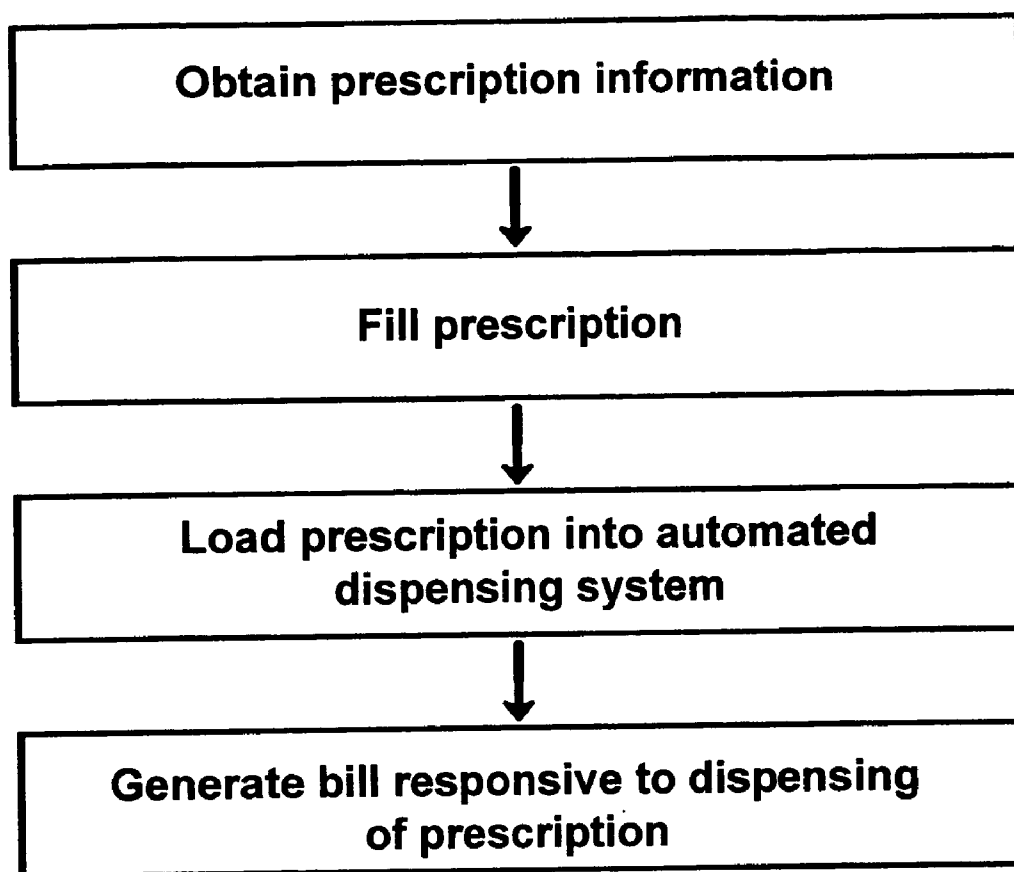 Obtain prescription information
Fill prescription
Load prescription into automated
dispensing system
Generate bill responsive to dispensing
of prescription